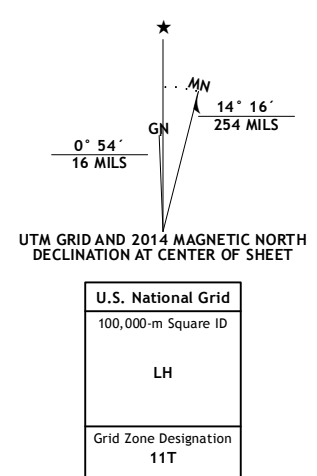 ★
MN
GN
14° 16´
254 MILS
0° 54´
16 MILS
UTM GRID AND 2014 MAGNETIC NORTH
DECLINATION AT CENTER OF SHEET
U.S. National Grid
100,000-m Square ID
LH
Grid Zone Designation
11T